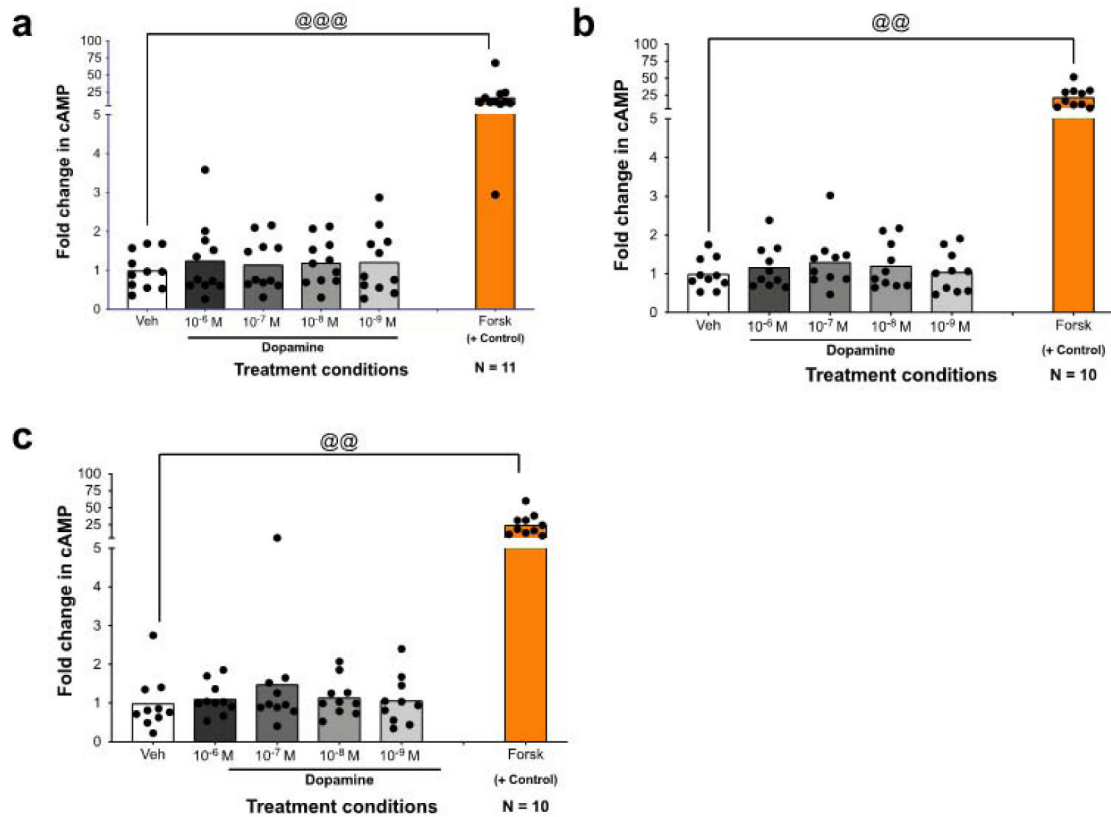 a
@@@
Fold change in cAMP
100
75
50
25
5
4
3
2
1
0
Veh 10-6 M 10-7 M 10-8 M 10-9 M Forsk
(+ Control)
Dopamine
Treatment conditions N = 11
b
@@
Fold change in cAMP
100
75
50
25
5
4
3
2
1
0
Veh 10-6 M 10-7 M 10-8 M 10-9 M Forsk
(+ Control)
Dopamine
Treatment conditions N = 10
c
@@
Fold change in cAMP
100
75
50
25
5
4
3
2
1
0
Veh 10-6 M 10-7 M 10-8 M 10-9 M Forsk
(+ Control)
Dopamine
Treatment conditions N = 10